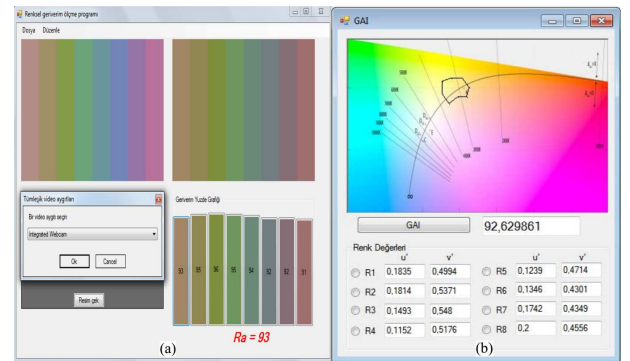 Renksel geriverim ölçme programı
Dosya Düzenle
Tümleşik video aygıtları
Bir video aygıtı seçin
Integrated Webcam
Ok Cancel
Resim çek
Geriverim Yüzde Grafiği
93 95 96 95 94 92 92 91
Ra = 93
(a)
GAI
GAI 92,629861
Renk Değerleri
u' v' u' v'
R1 0,1835 0,4994 R5 0,1239 0,4714
R2 0,1814 0,5371 R6 0,1346 0,4301
R3 0,1493 0,548 R7 0,1742 0,4349
R4 0,1152 0,5176 R8 0,2 0,4556
(b)